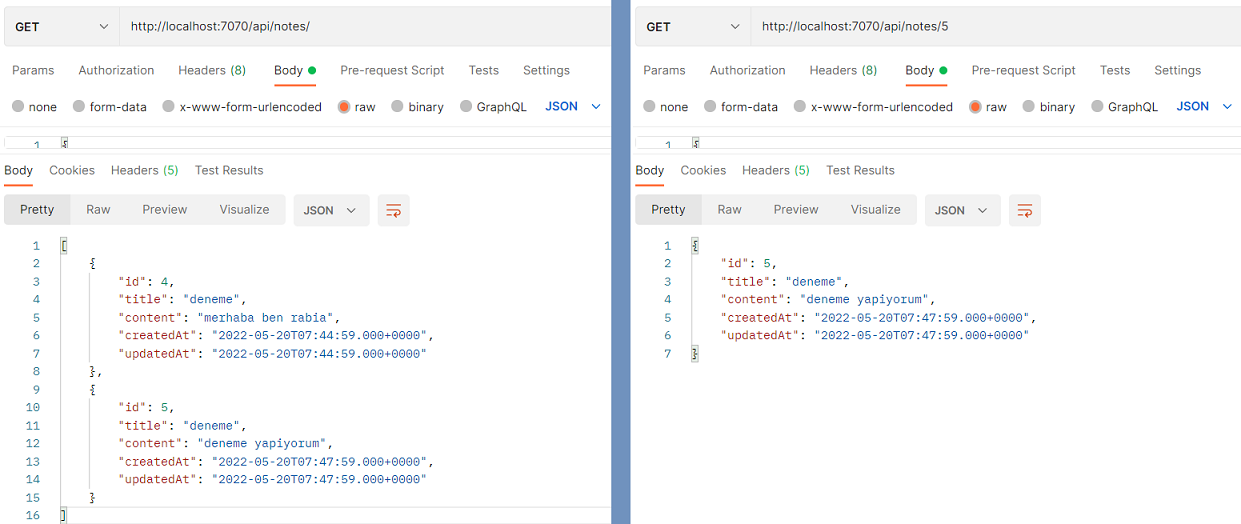 GET http://localhost:7070/api/notes/
Params Authorization Headers (8) Body Pre-request Script Tests Settings
none form-data x-www-form-urlencoded raw binary GraphQL JSON
1 {
Body Cookies Headers (5) Test Results
Pretty Raw Preview Visualize JSON
1 [
2 {
3 "id": 4,
4 "title": "deneme",
5 "content": "merhaba ben rabia",
6 "createdAt": "2022-05-20T07:44:59.000+0000",
7 "updatedAt": "2022-05-20T07:44:59.000+0000"
8 },
9 {
10 "id": 5,
11 "title": "deneme",
12 "content": "deneme yapiyorum",
13 "createdAt": "2022-05-20T07:47:59.000+0000",
14 "updatedAt": "2022-05-20T07:47:59.000+0000"
15 }
16 ]
GET http://localhost:7070/api/notes/5
Params Authorization Headers (8) Body Pre-request Script Tests Settings
none form-data x-www-form-urlencoded raw binary GraphQL JSON
1 {
Body Cookies Headers (5) Test Results
Pretty Raw Preview Visualize JSON
1 {
2 "id": 5,
3 "title": "deneme",
4 "content": "deneme yapiyorum",
5 "createdAt": "2022-05-20T07:47:59.000+0000",
6 "updatedAt": "2022-05-20T07:47:59.000+0000"
7 }